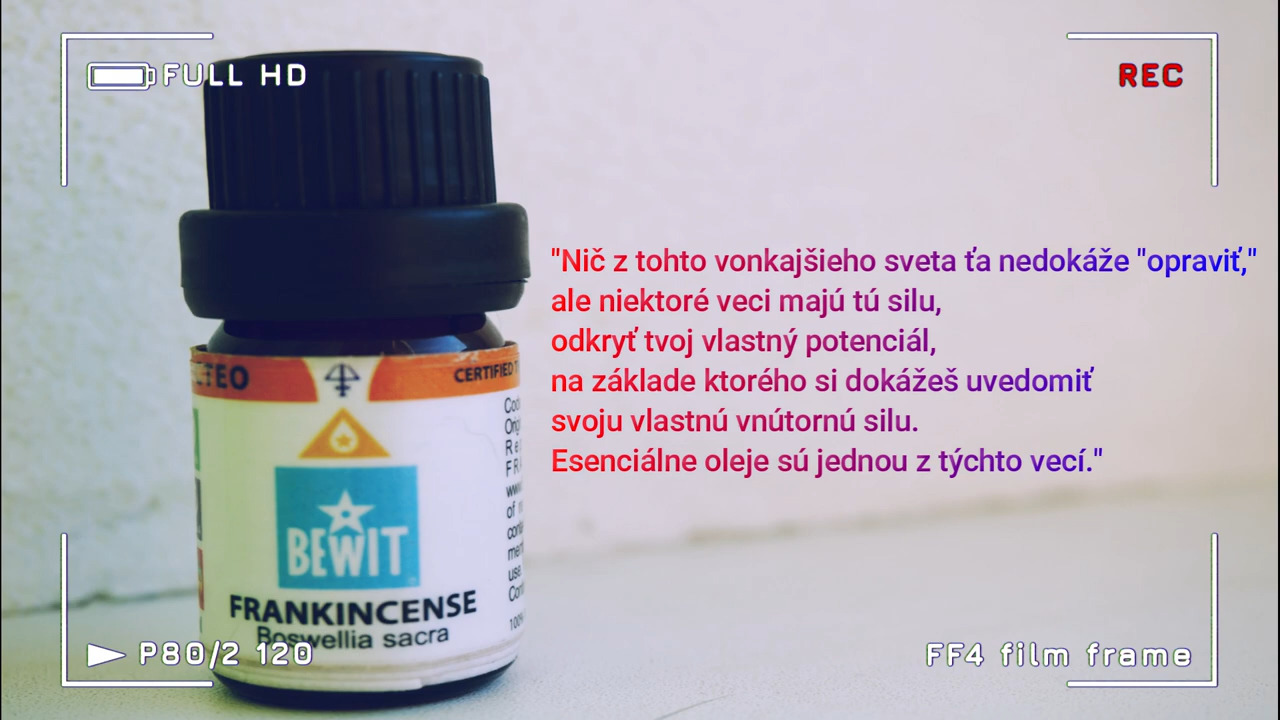 FULL HD
REC
"Nič z tohto vonkajšieho sveta ťa nedokáže "opraviť,"
ale niektoré veci majú tú silu,
odkryť tvoj vlastný potenciál,
na základe ktorého si dokážeš uvedomiť
svoju vlastnú vnútornú silu.
Esenciálne oleje sú jednou z týchto vecí."
CERTIFIED
BEWIT
FRANKINCENSE
Boswellia sacra
P80/2 120
FF4 film frame